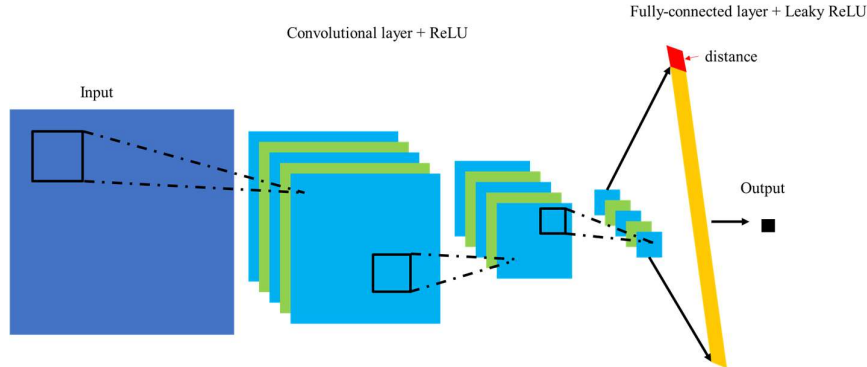 Fully-connected layer + Leaky ReLU
Convolutional layer + ReLU
distance
Input
Output